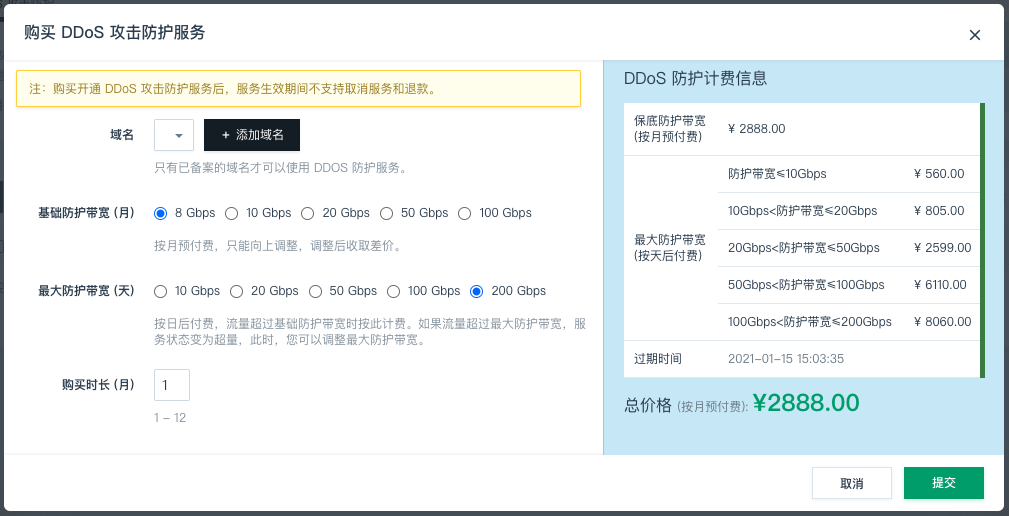 购买 DDoS 攻击防护服务
注：购买开通 DDoS 攻击防护服务后，服务生效期间不支持取消服务和退款。
域名
+ 添加域名
只有已备案的域名才可以使用 DDOS 防护服务。
基础防护带宽 (月) 8 Gbps 10 Gbps 20 Gbps 50 Gbps 100 Gbps
按月预付费，只能向上调整，调整后收取差价。
最大防护带宽 (天) 10 Gbps 20 Gbps 50 Gbps 100 Gbps 200 Gbps
按日后付费，流量超过基础防护带宽时按此计费。如果流量超过最大防护带宽，服
务状态变为超量，此时，您可以调整最大防护带宽。
购买时长 (月) 1
1 - 12
DDoS 防护计费信息
保底防护带宽
(按月预付费)
¥ 2888.00
最大防护带宽
(按天后付费)
防护带宽≤10Gbps ¥ 560.00
10Gbps<防护带宽≤20Gbps ¥ 805.00
20Gbps<防护带宽≤50Gbps ¥ 2599.00
50Gbps<防护带宽≤100Gbps ¥ 6110.00
100Gbps<防护带宽≤200Gbps ¥ 8060.00
过期时间 2021-01-15 15:03:35
总价格 (按月预付费): ¥2888.00
取消 提交